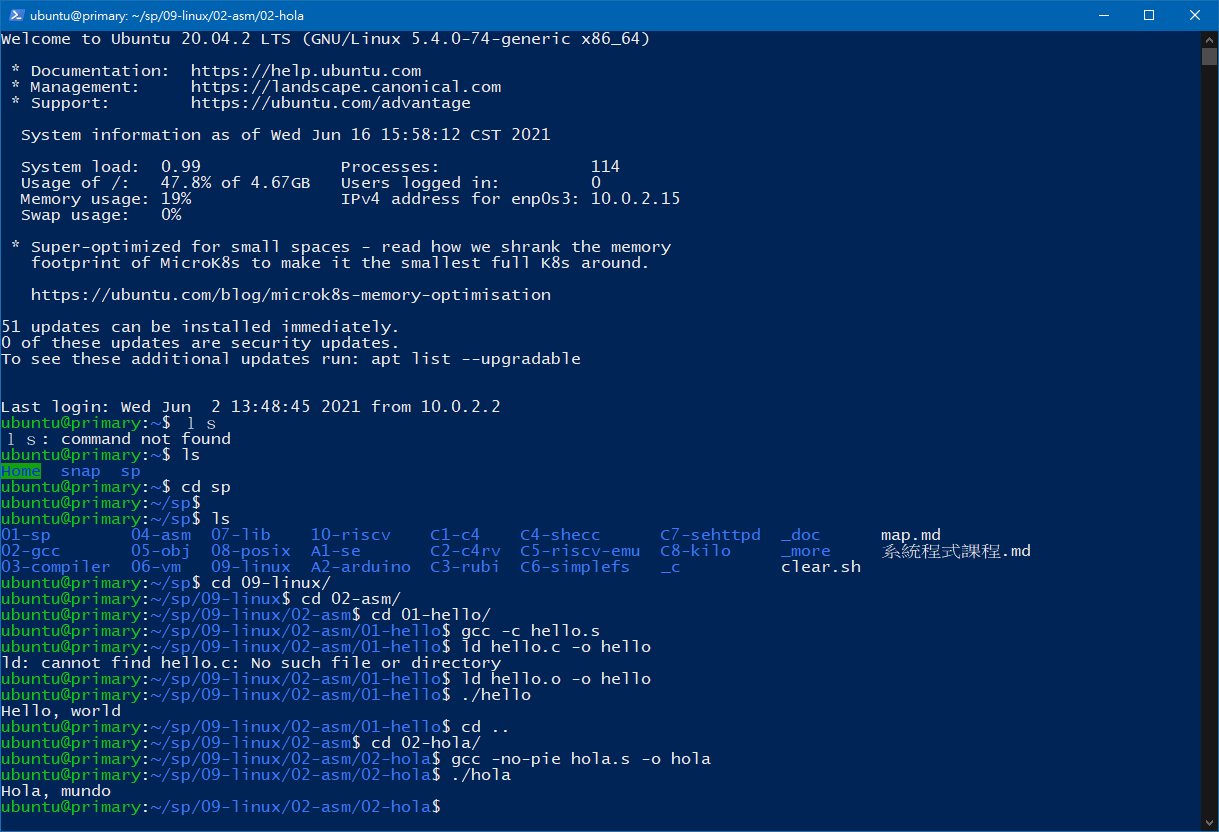 ubuntu@primary: ~/sp/09-linux/02-asm/02-hola
Welcome to Ubuntu 20.04.2 LTS (GNU/Linux 5.4.0-74-generic x86_64)
 * Documentation:  https://help.ubuntu.com
 * Management:     https://landscape.canonical.com
 * Support:        https://ubuntu.com/advantage
  System information as of Wed Jun 16 15:58:12 CST 2021
  System load:  0.99              Processes:               114
  Usage of /:   47.8% of 4.67GB   Users logged in:         0
  Memory usage: 19%               IPv4 address for enp0s3: 10.0.2.15
  Swap usage:   0%
 * Super-optimized for small spaces - read how we shrank the memory
   footprint of MicroK8s to make it the smallest full K8s around.
   https://ubuntu.com/blog/microk8s-memory-optimisation
51 updates can be installed immediately.
0 of these updates are security updates.
To see these additional updates run: apt list --upgradable
Last login: Wed Jun  2 13:48:45 2021 from 10.0.2.2
ubuntu@primary:~$ ｌｓ
ｌｓ: command not found
ubuntu@primary:~$ ls
Home  snap  sp
ubuntu@primary:~$ cd sp
ubuntu@primary:~/sp$
ubuntu@primary:~/sp$ ls
01-sp        04-asm  07-lib    10-riscv    C1-c4    C4-shecc      C7-sehttpd  _doc      map.md
02-gcc       05-obj  08-posix  A1-se       C2-c4rv  C5-riscv-emu  C8-kilo     _more     系統程式課程.md
03-compiler  06-vm   09-linux  A2-arduino  C3-rubi  C6-simplefs   _c          clear.sh
ubuntu@primary:~/sp$ cd 09-linux/
ubuntu@primary:~/sp/09-linux$ cd 02-asm/
ubuntu@primary:~/sp/09-linux/02-asm$ cd 01-hello/
ubuntu@primary:~/sp/09-linux/02-asm/01-hello$ gcc -c hello.s
ubuntu@primary:~/sp/09-linux/02-asm/01-hello$ ld hello.c -o hello
ld: cannot find hello.c: No such file or directory
ubuntu@primary:~/sp/09-linux/02-asm/01-hello$ ld hello.o -o hello
ubuntu@primary:~/sp/09-linux/02-asm/01-hello$ ./hello
Hello, world
ubuntu@primary:~/sp/09-linux/02-asm/01-hello$ cd ..
ubuntu@primary:~/sp/09-linux/02-asm$ cd 02-hola/
ubuntu@primary:~/sp/09-linux/02-asm/02-hola$ gcc -no-pie hola.s -o hola
ubuntu@primary:~/sp/09-linux/02-asm/02-hola$ ./hola
Hola, mundo
ubuntu@primary:~/sp/09-linux/02-asm/02-hola$